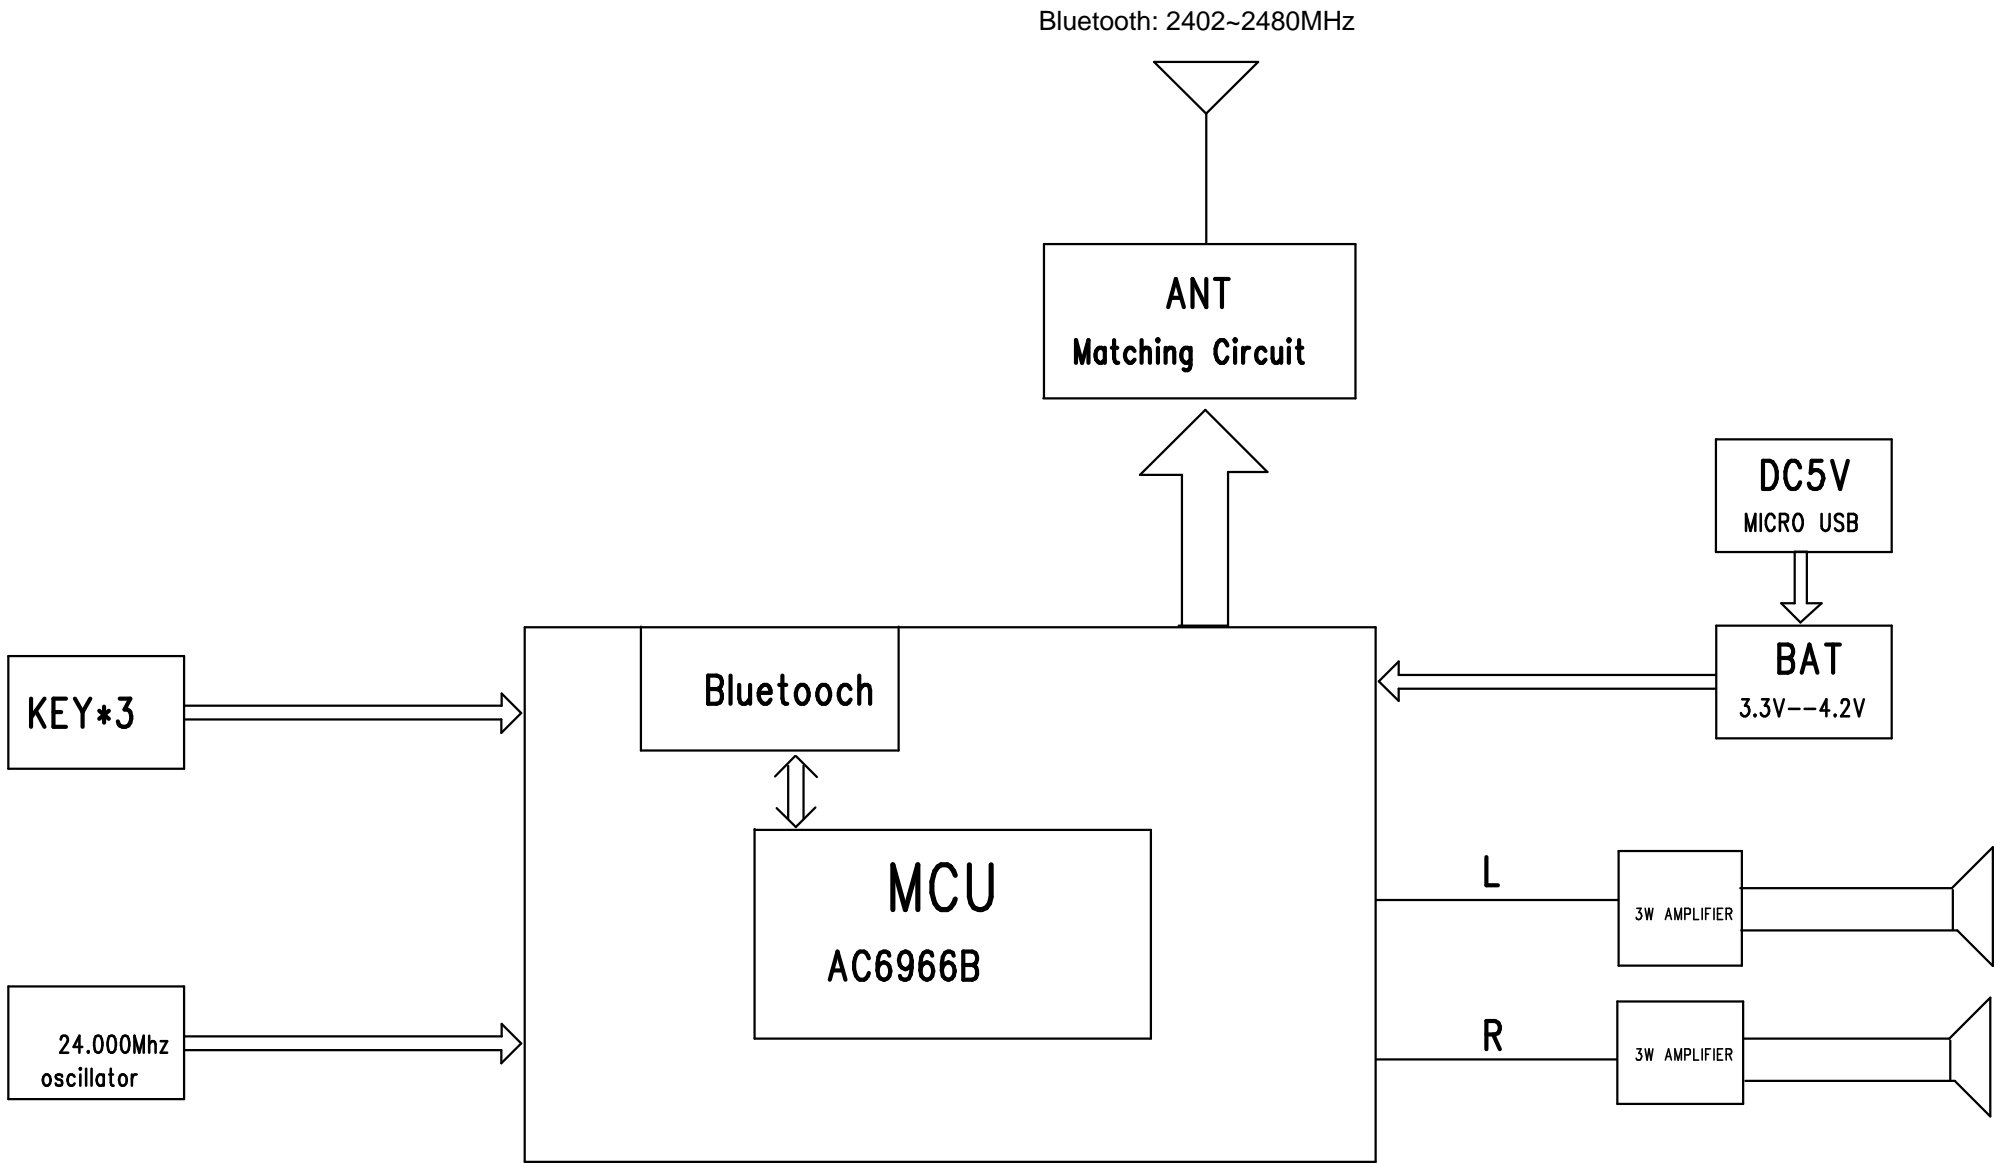 Bluetooth: 2402~2480MHz
ANT
Matching Circuit
DC5V
MICRO USB
BAT
3.3V--4.2V
KEY*3
Bluetooch
MCU
AC6966B
L
3W AMPLIFIER
24.000Mhz
oscillator
R
3W AMPLIFIER